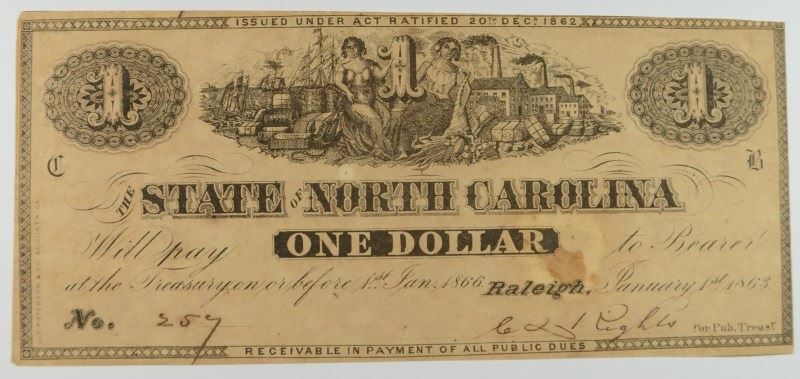 ISSUED UNDER ACT RATIFIED 20TH DECR 1862
1 1 1
C B
THE STATE OF NORTH CAROLINA
Will pay ONE DOLLAR to Bearer
at the Treasury, on or before 1st Jan. 1866. Raleigh, January 1st 1863.
No. 257 for Pub. Treasr
RECEIVABLE IN PAYMENT OF ALL PUBLIC DUES